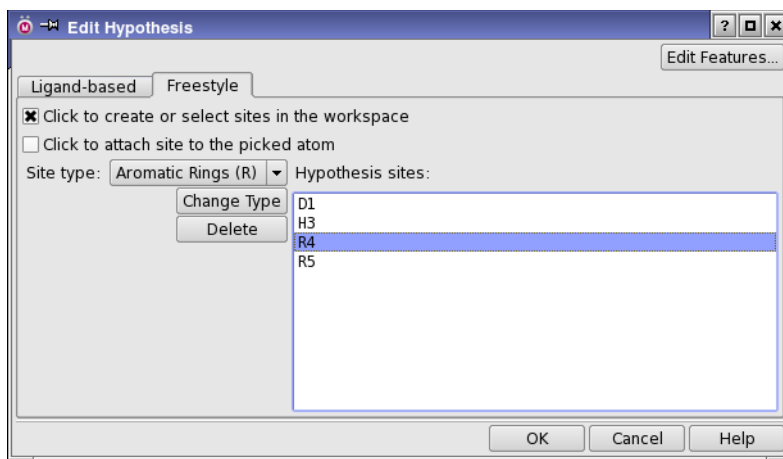 Edit Hypothesis
Edit Features...
Ligand-based Freestyle
Click to create or select sites in the workspace
Click to attach site to the picked atom
Site type: Aromatic Rings (R) Hypothesis sites:
Change Type
Delete
D1
H3
R4
R5
OK Cancel Help